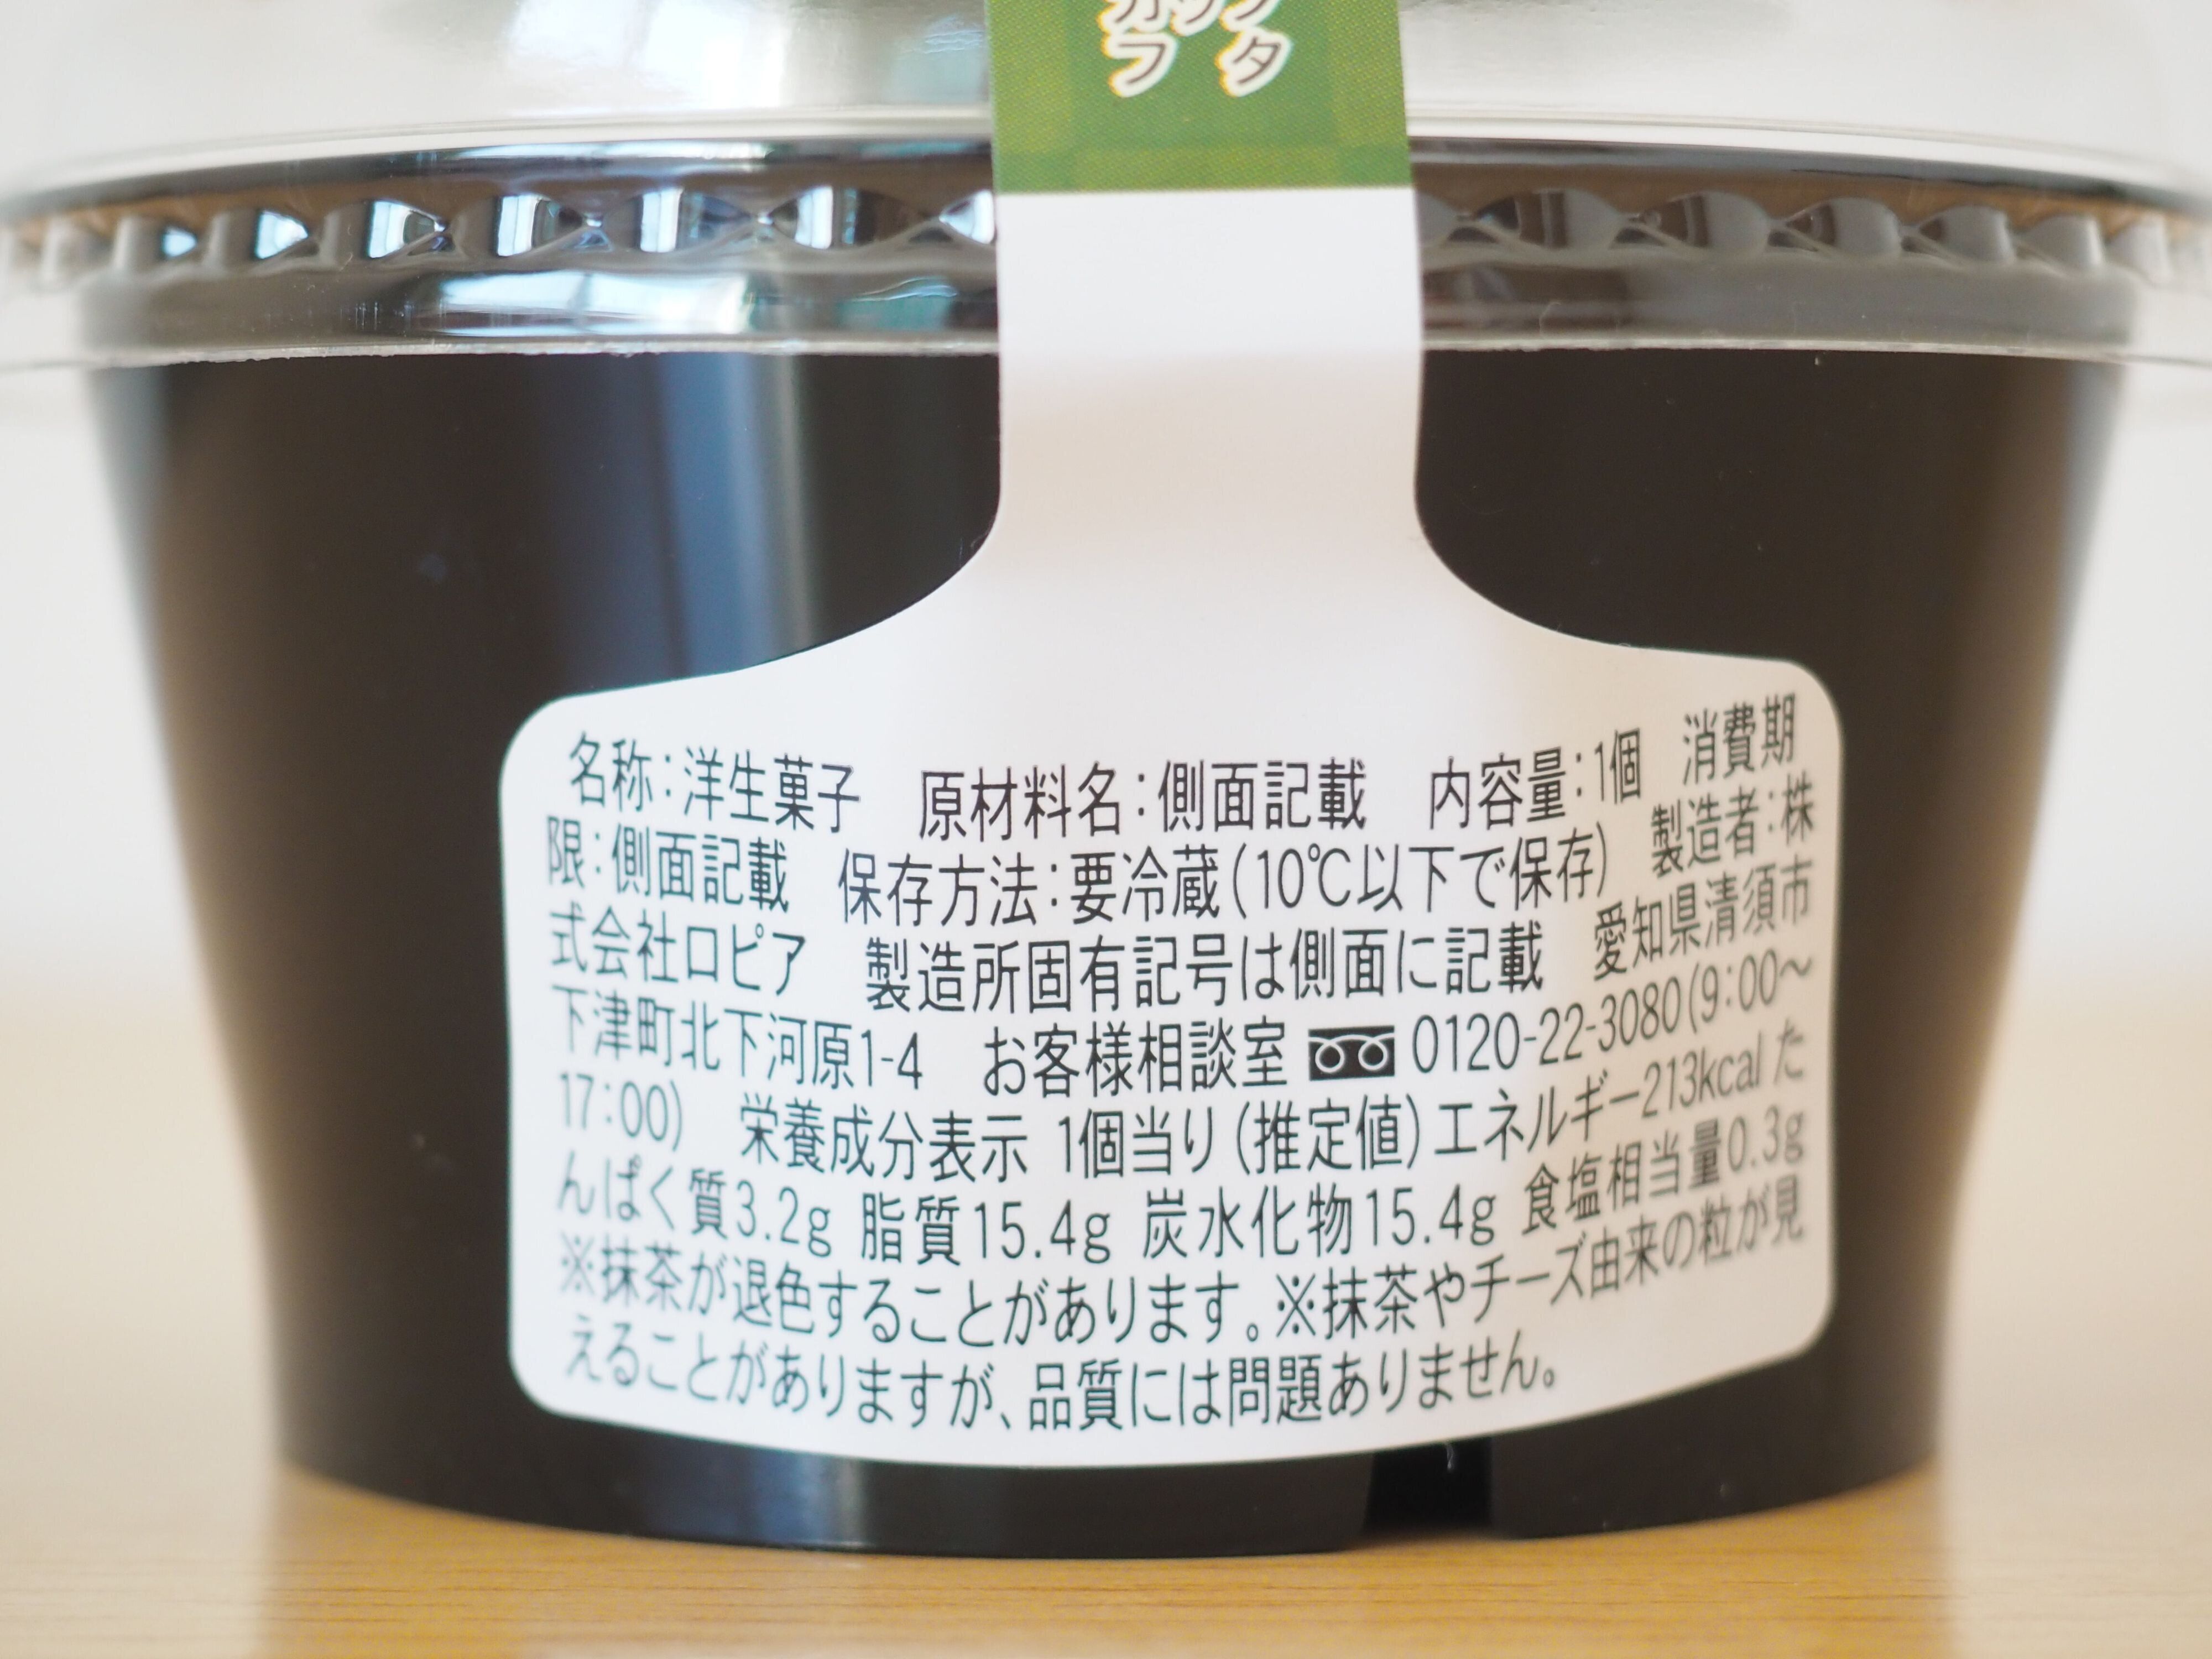 フ タ
名称:洋生菓子　原材料名:側面記載　内容量:1個　消費期
限:側面記載　保存方法:要冷蔵(10℃以下で保存)　製造者:株
式会社ロピア　製造所固有記号は側面に記載　愛知県清須市
下津町北下河原1-4　お客様相談室 0120-22-3080(9:00～
17:00)　栄養成分表示 1個当り(推定値)エネルギー213kcal た
んぱく質3.2g 脂質15.4g 炭水化物15.4g 食塩相当量0.3g
※抹茶が退色することがあります。※抹茶やチーズ由来の粒が見
えることがありますが、品質には問題ありません。